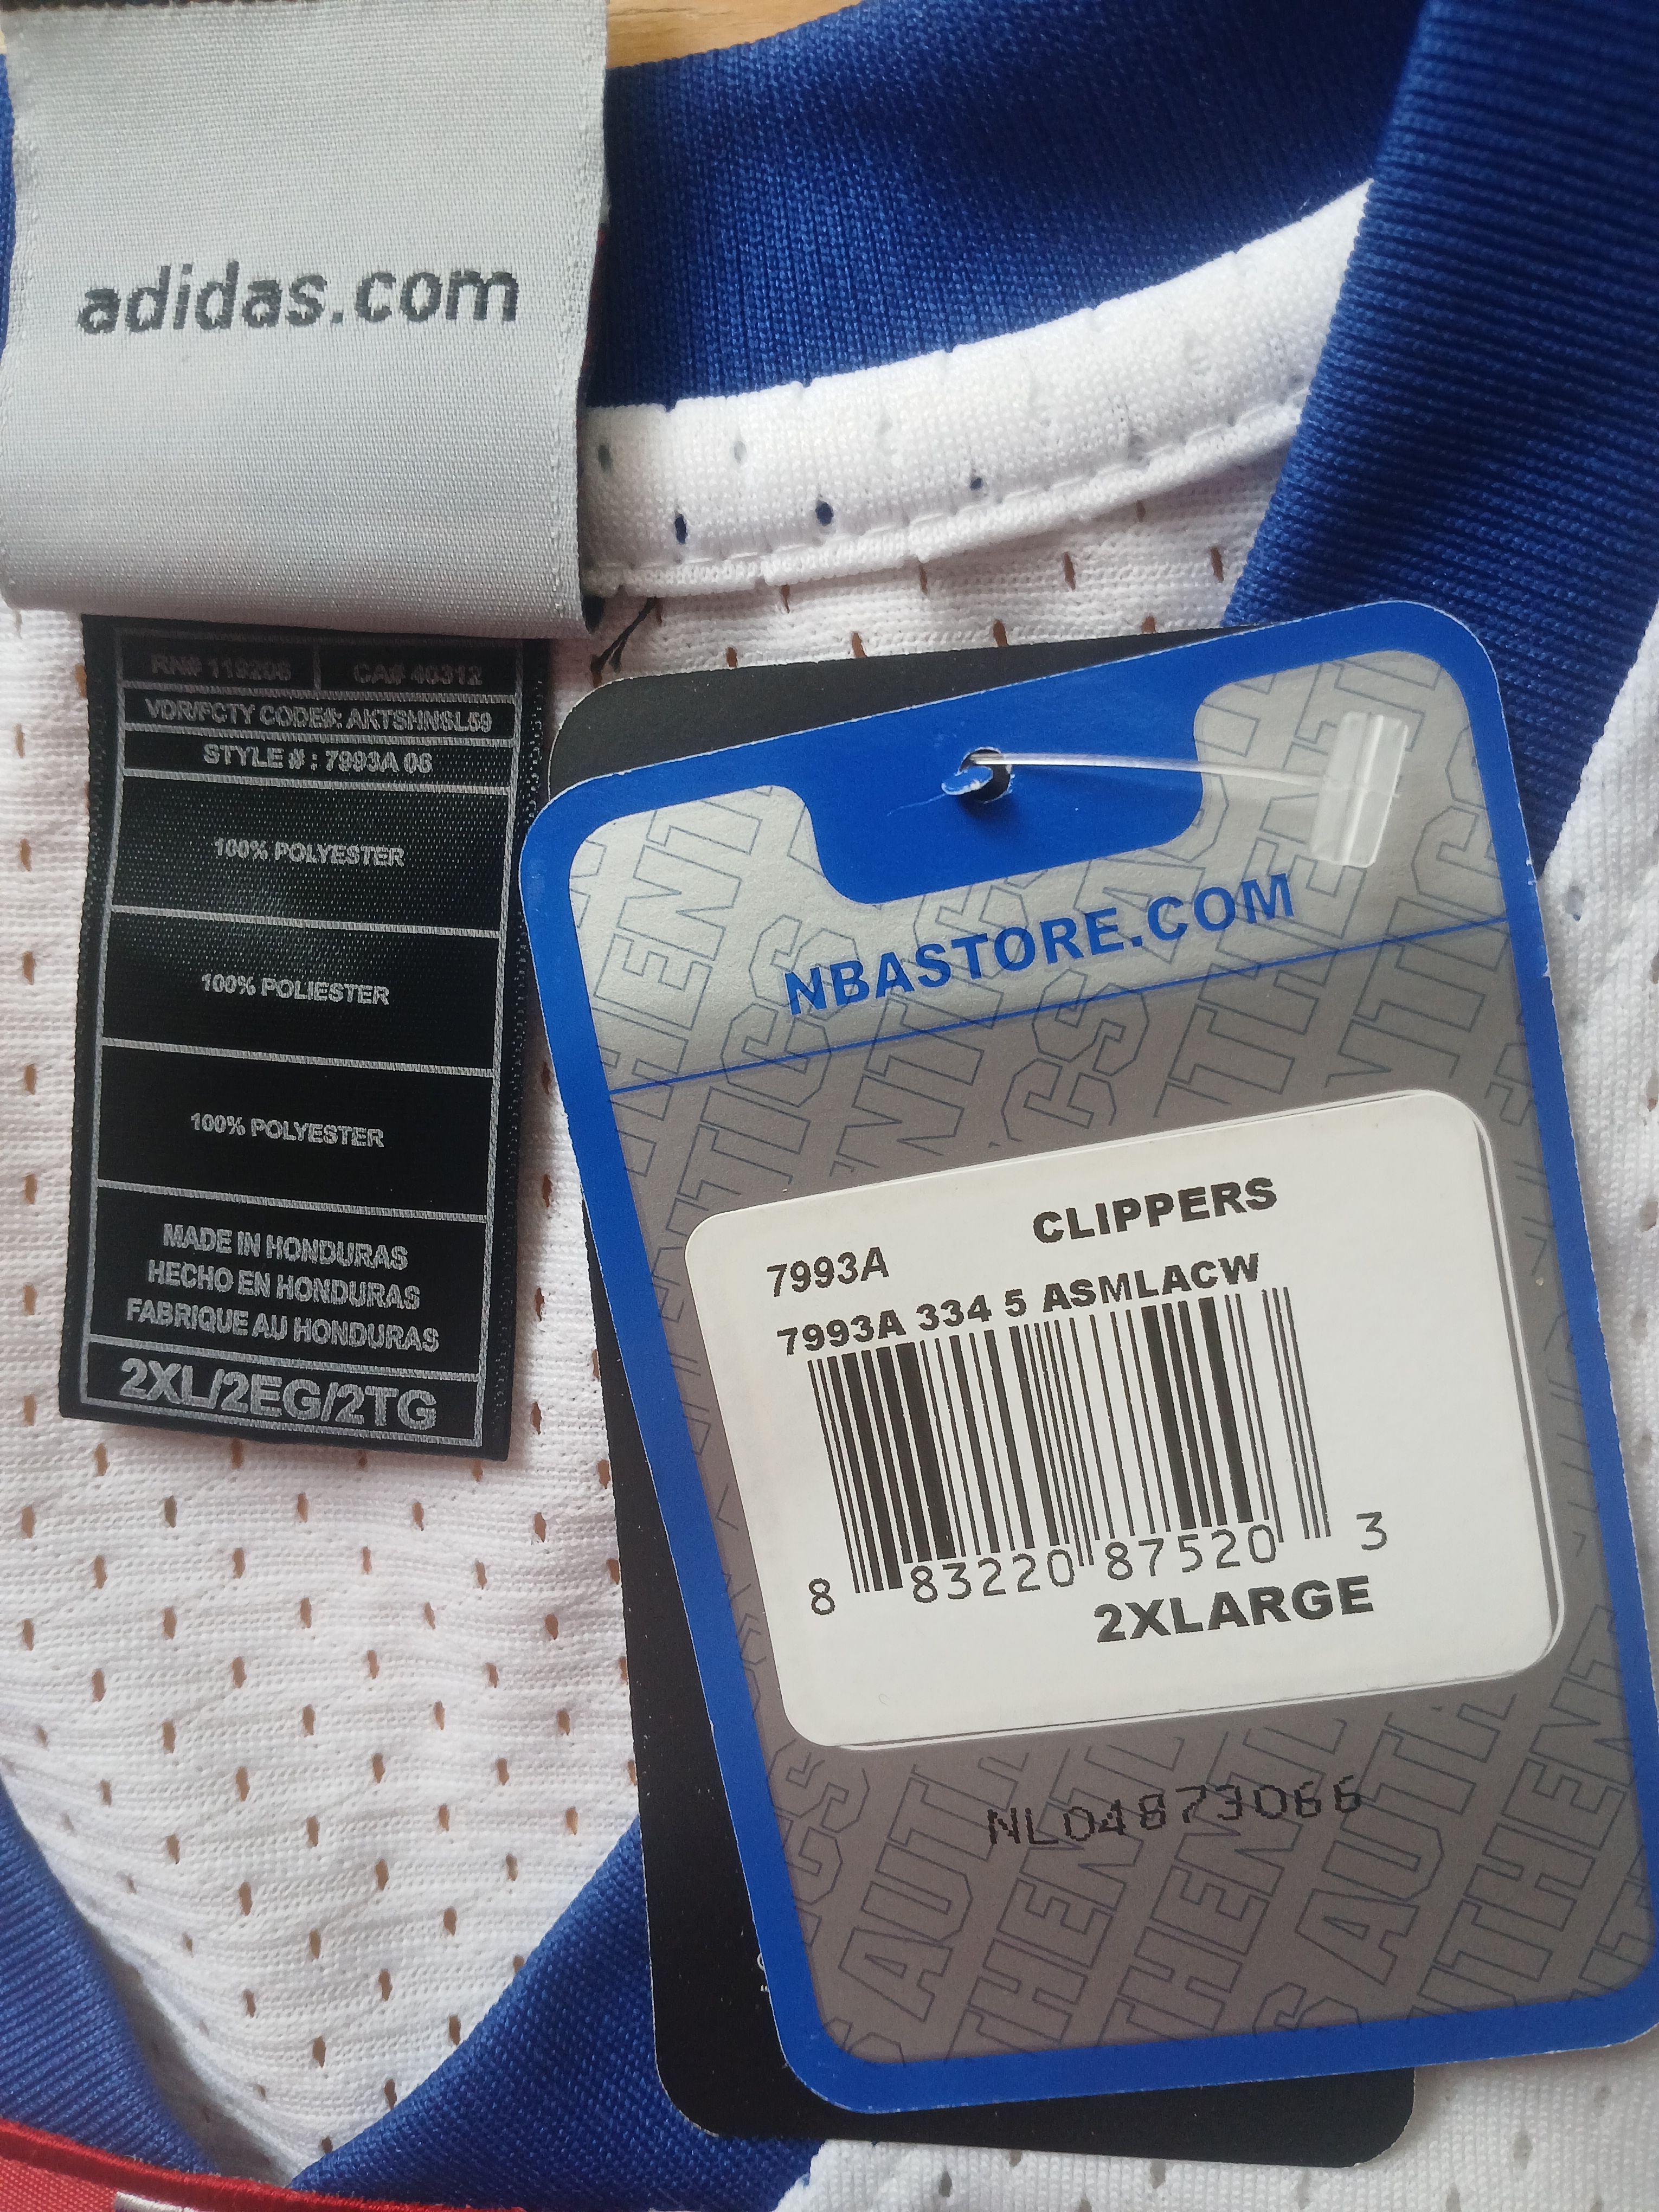 adidas.com
RN# 119206 CA# 40312
VDR/FCTY CODE#: AKTSHNSL59
STYLE # : 7993A 06
100% POLYESTER
100% POLIESTER
100% POLYESTER
MADE IN HONDURAS
HECHO EN HONDURAS
FABRIQUE AU HONDURAS
2XL/2EG/2TG
NBASTORE.COM
CLIPPERS
7993A
7993A 334 5 ASMLACW
8 83220 87520 3
2XLARGE
NL04873066